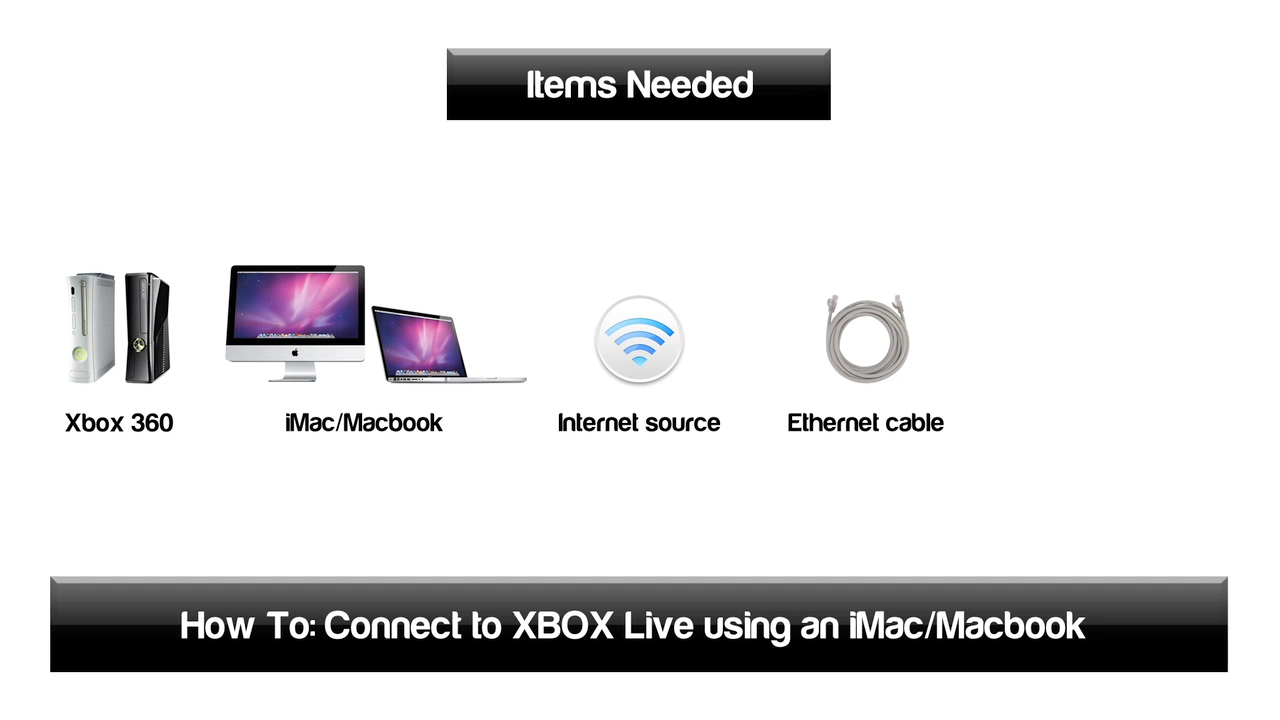 Items Needed
Xbox 360
iMac/Macbook
Internet source
Ethernet cable
How To: Connect to XBOX Live using an iMac/Macbook